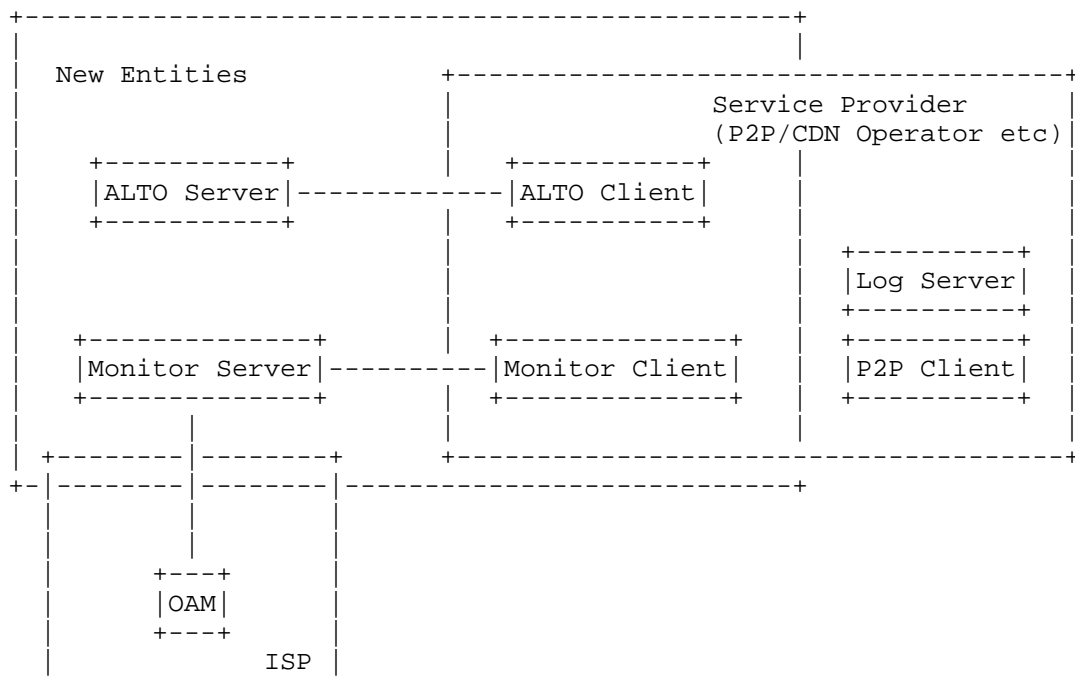 New Entities
Service Provider
(P2P/CDN Operator etc)
ALTO Server
ALTO Client
Log Server
Monitor Server
Monitor Client
P2P Client
OAM
ISP